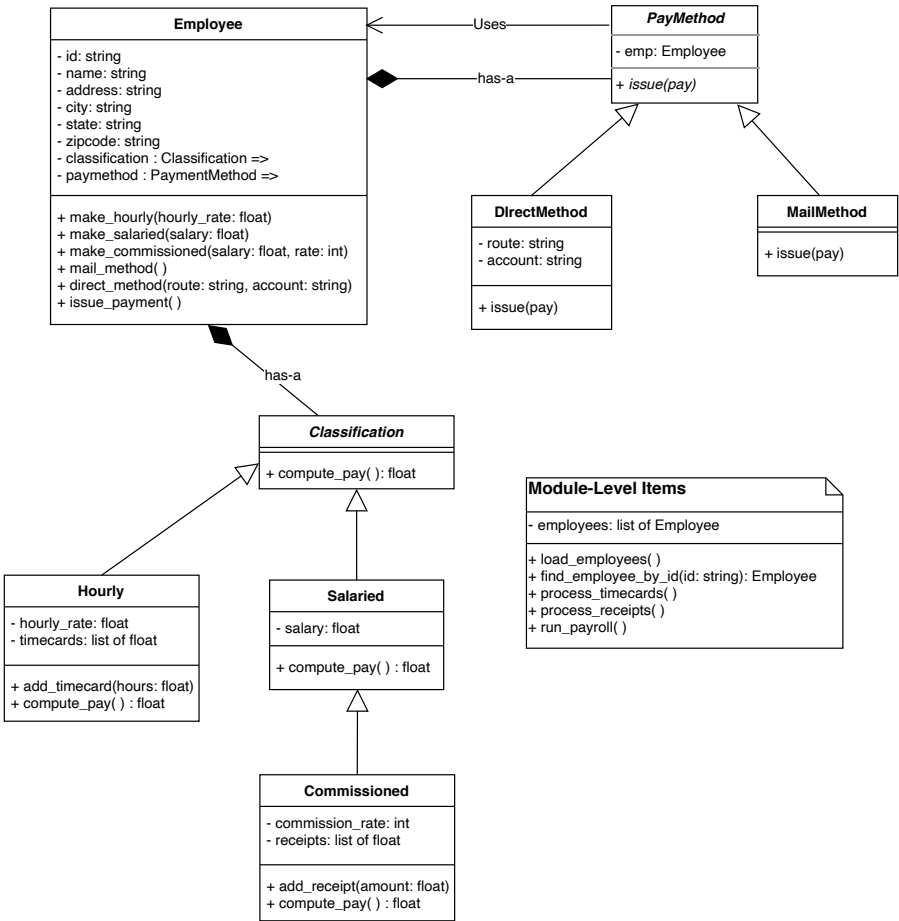 Employee
- id: string
- name: string
- address: string
- city: string
- state: string
- zipcode: string
- classification : Classification =>
- paymethod : PaymentMethod =>
+ make_hourly(hourly_rate: float)
+ make_salaried(salary: float)
+ make_commissioned(salary: float, rate: int)
+ mail_method( )
+ direct_method(route: string, account: string)
+ issue_payment( )
Uses
has-a
PayMethod
- emp: Employee
+ issue(pay)
DIrectMethod
- route: string
- account: string
+ issue(pay)
MailMethod
+ issue(pay)
has-a
Classification
+ compute_pay( ): float
Module-Level Items
- employees: list of Employee
+ load_employees( )
+ find_employee_by_id(id: string): Employee
+ process_timecards( )
+ process_receipts( )
+ run_payroll( )
Hourly
- hourly_rate: float
- timecards: list of float
+ add_timecard(hours: float)
+ compute_pay( ) : float
Salaried
- salary: float
+ compute_pay( ) : float
Commissioned
- commission_rate: int
- receipts: list of float
+ add_receipt(amount: float)
+ compute_pay( ) : float